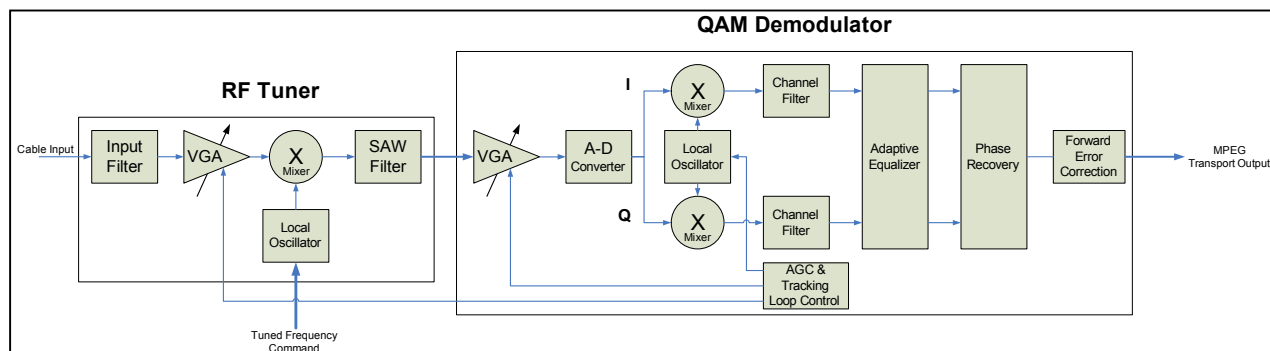 QAM Demodulator
RF Tuner
Cable Input
Input
Filter
VGA
X
Mixer
SAW
Filter
Local
Oscillator
Tuned Frequency
Command
VGA
A-D
Converter
I
Q
X
Mixer
Local
Oscillator
X
Mixer
Channel
Filter
Channel
Filter
AGC &
Tracking
Loop Control
Adaptive
Equalizer
Phase
Recovery
Forward
Error
Correction
MPEG
Transport Output